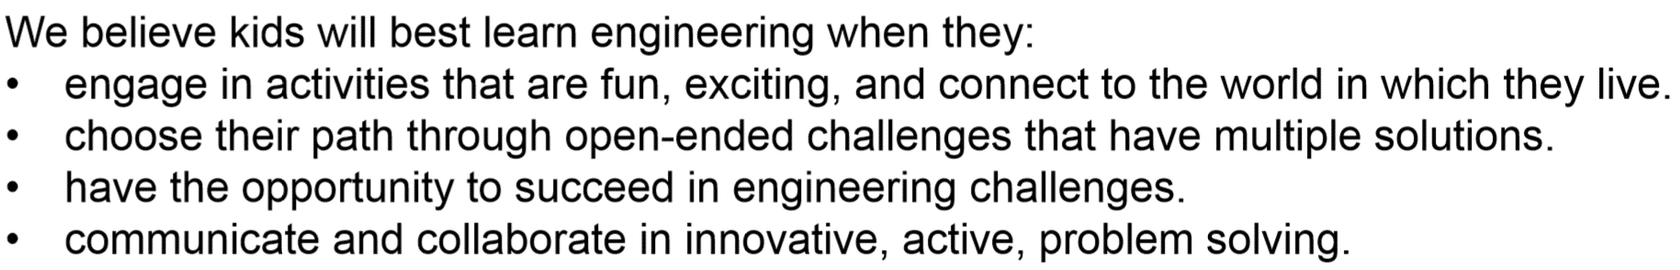 We believe kids will best learn engineering when they:
• engage in activities that are fun, exciting, and connect to the world in which they live.
• choose their path through open-ended challenges that have multiple solutions.
• have the opportunity to succeed in engineering challenges.
• communicate and collaborate in innovative, active, problem solving.